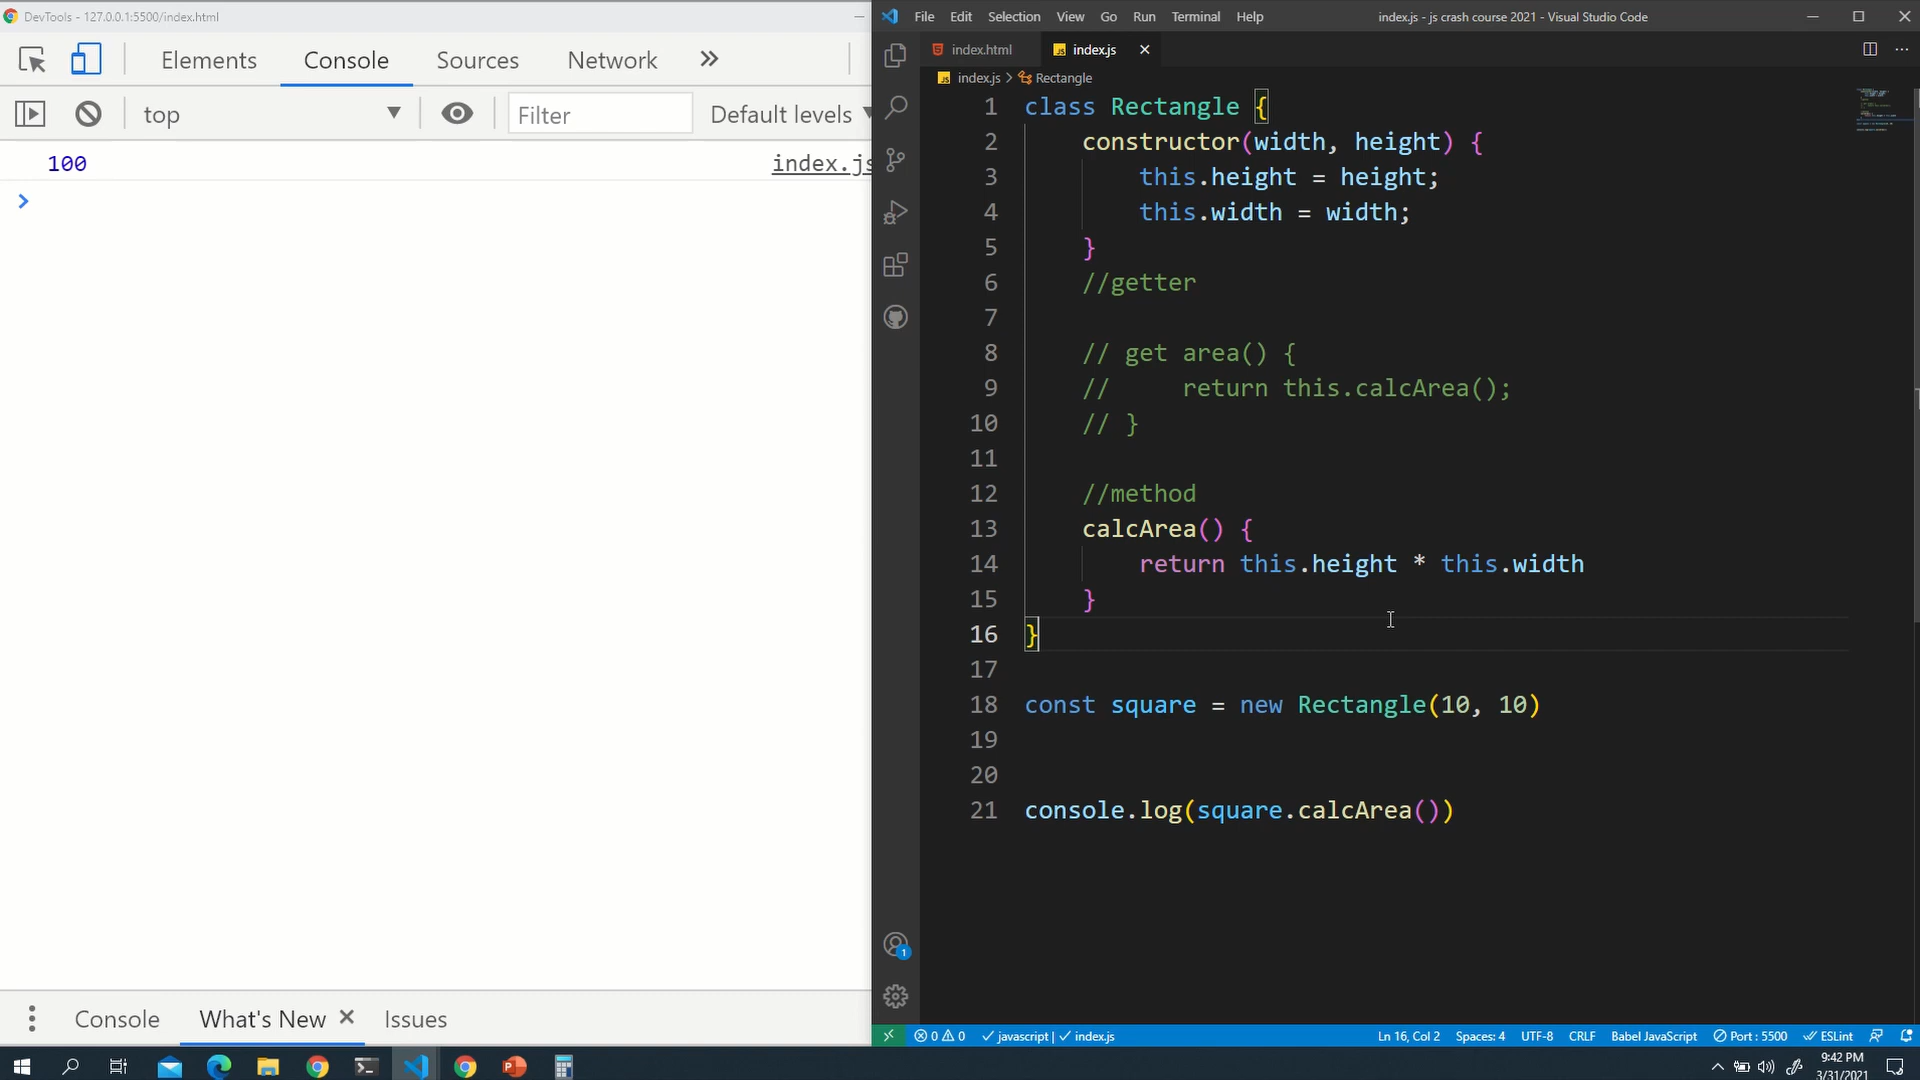 DevTools - 127.0.0.1:5500/index.html
Elements Console Sources Network
top Filter Default levels
100 index.js
>
Console What's New × Issues
File Edit Selection View Go Run Terminal Help index.js - js crash course 2021 - Visual Studio Code
index.html JS index.js ×
JS index.js > Rectangle
1 class Rectangle {
2 constructor(width, height) {
3 this.height = height;
4 this.width = width;
5 }
6 //getter
7
8 // get area() {
9 // return this.calcArea();
10 // }
11
12 //method
13 calcArea() {
14 return this.height * this.width
15 }
16 }
17
18 const square = new Rectangle(10, 10)
19
20
21 console.log(square.calcArea())
1
0 0 javascript | index.js Ln 16, Col 2 Spaces: 4 UTF-8 CRLF Babel JavaScript Port : 5500 ESLint
9:42 PM
3/31/2021